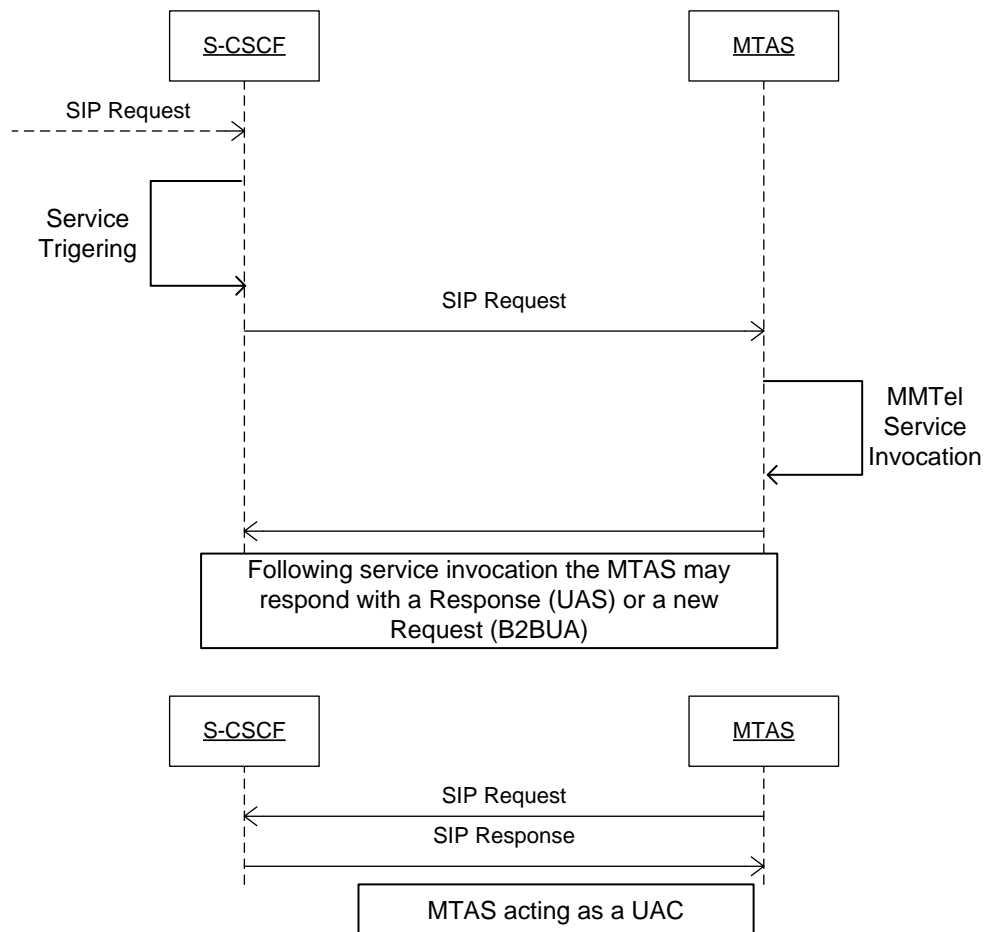 S-CSCF
MTAS
SIP Request
Service
Trigering
SIP Request
MMTel
Service
Invocation
Following service invocation the MTAS may
respond with a Response (UAS) or a new
Request (B2BUA)
S-CSCF
MTAS
SIP Request
SIP Response
MTAS acting as a UAC